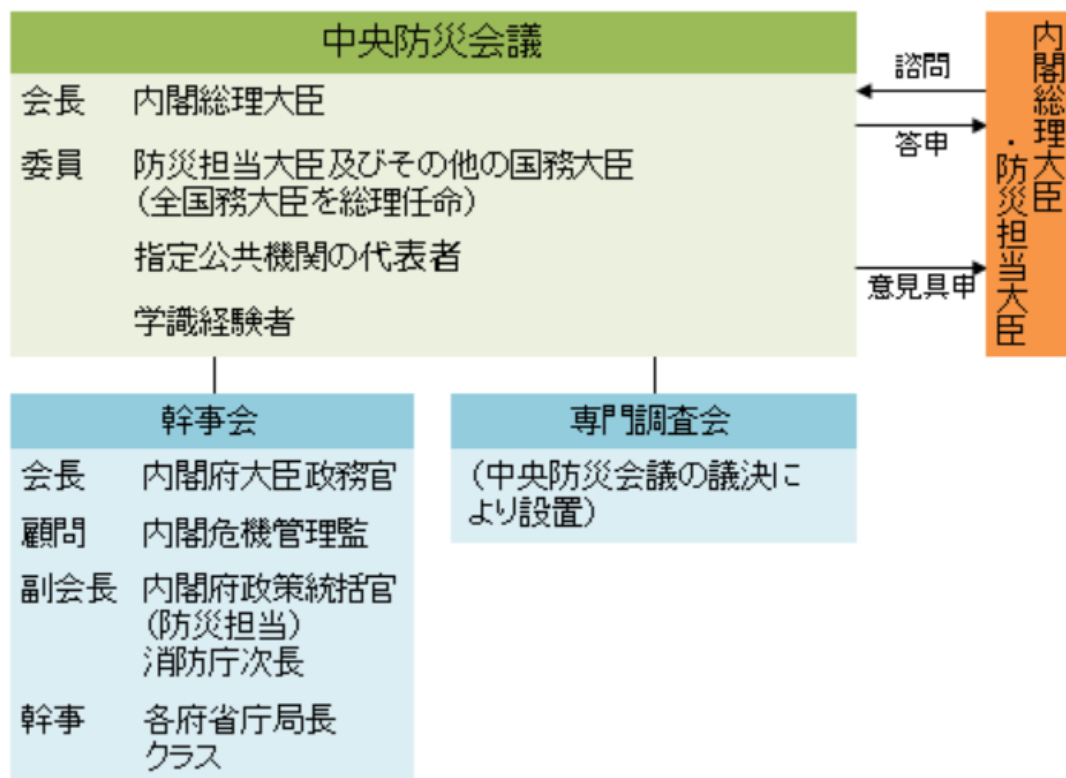 中央防災会議
会長 内閣総理大臣
委員 防災担当大臣及びその他の国務大臣
（全国務大臣を総理任命）
指定公共機関の代表者
学識経験者
諮問
答申
意見具申
内閣総理大臣
・防災担当大臣
幹事会
会長 内閣府大臣政務官
顧問 内閣危機管理監
副会長 内閣府政策統括官
（防災担当）
消防庁次長
幹事 各府省庁局長
クラス
専門調査会
（中央防災会議の議決に
より設置）